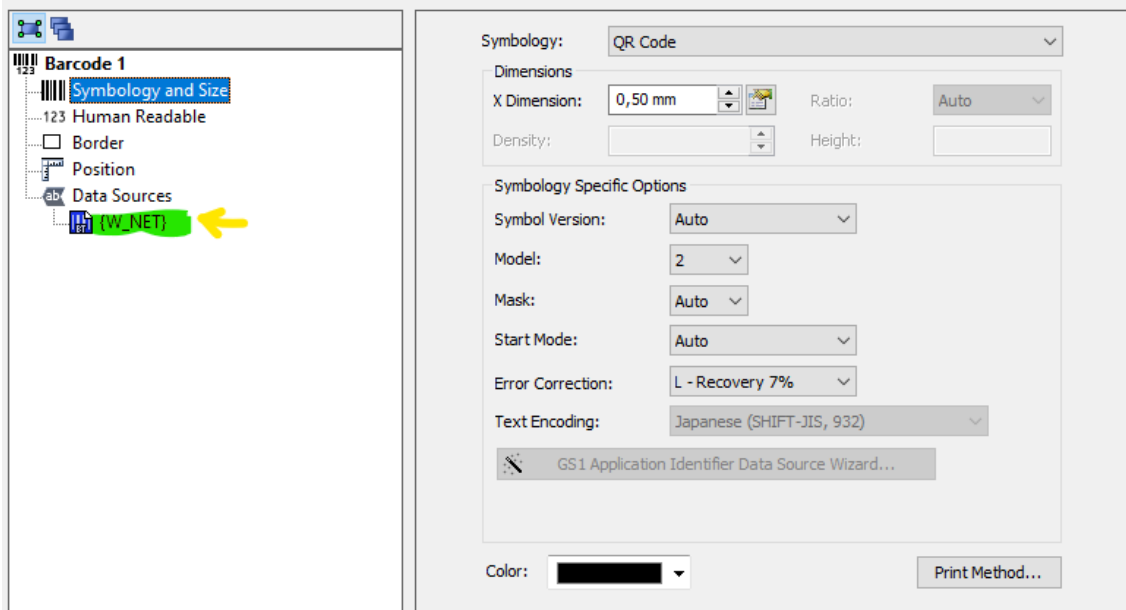 Barcode 1
Symbology and Size
123 Human Readable
Border
Position
ab Data Sources
BT {W_NET}
Symbology: QR Code
Dimensions
X Dimension: 0,50 mm Ratio: Auto
Density: Height:
Symbology Specific Options
Symbol Version: Auto
Model: 2
Mask: Auto
Start Mode: Auto
Error Correction: L - Recovery 7%
Text Encoding: Japanese (SHIFT-JIS, 932)
GS1 Application Identifier Data Source Wizard...
Color: Print Method...